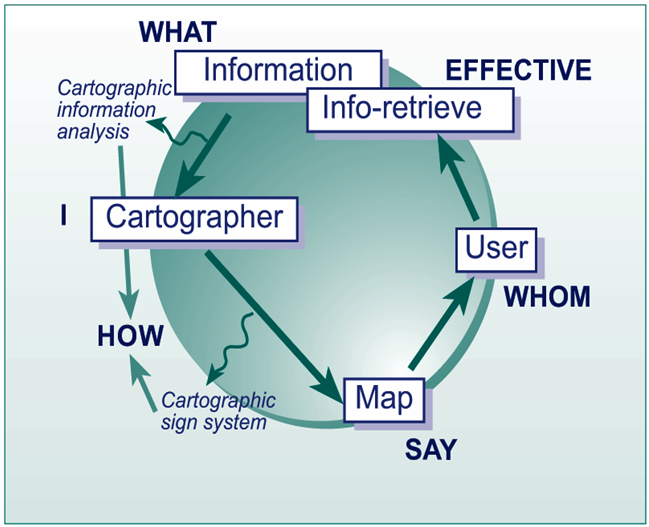 WHAT
Information
EFFECTIVE
Info-retrieve
Cartographic
information
analysis
I
Cartographer
User
WHOM
HOW
Map
Cartographic
sign system
SAY